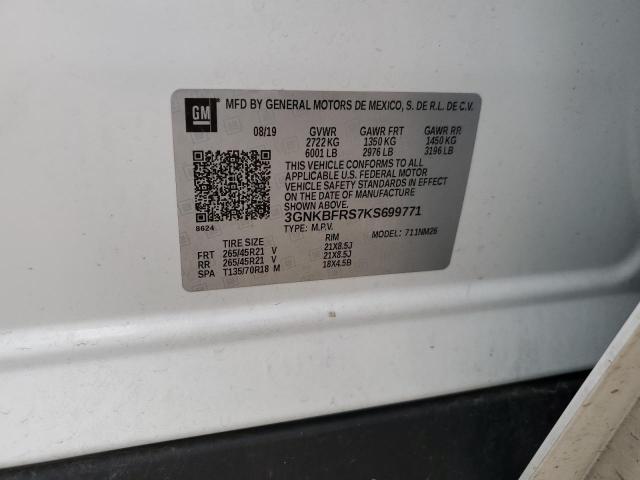 GM MFD BY GENERAL MOTORS DE MEXICO, S. DE R.L. DE C.V.
08/19 GVWR GAWR FRT GAWR RR
2722 KG 1350 KG 1450 KG
6001 LB 2976 LB 3196 LB
THIS VEHICLE CONFORMS TO ALL
APPLICABLE U.S. FEDERAL MOTOR
VEHICLE SAFETY STANDARDS IN EFFECT
ON THE DATE OF MANUFACTURE
SHOWN ABOVE.
3GNKBFRS7KS699771
8624 TYPE: M.P.V. MODEL: 711NM26
TIRE SIZE RIM
FRT 265/45R21 V 21X8.5J
RR 265/45R21 V 21X8.5J
SPA T135/70R18 M 18X4.5B